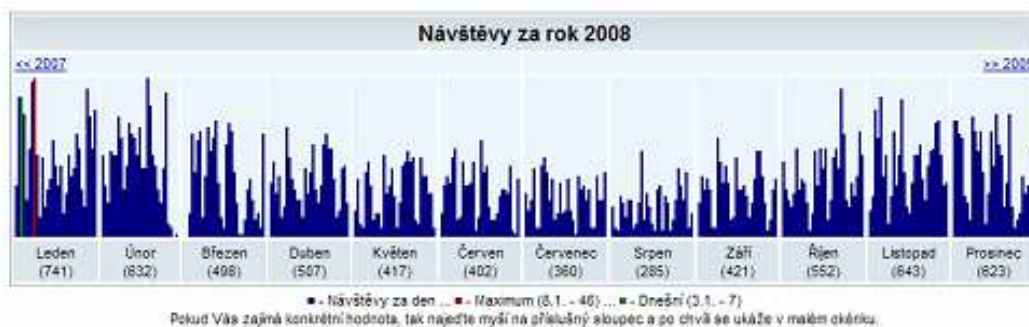 Návštěvy za rok 2008
<< 2007 >> 2009
Leden Únor Březen Duben Květen Červen Červenec Srpen Září Říjen Listopad Prosinec
(741) (832) (498) (507) (417) (402) (360) (285) (421) (552) (643) (623)
- Návštěvy za den ... - Maximum (8.1. - 46) ... - Dnešní (3.1. - 7)
Pokud Vás zajímá konkrétní hodnota, tak najeďte myší na příslušný sloupec a po chvíli se ukáže v malém okénku.